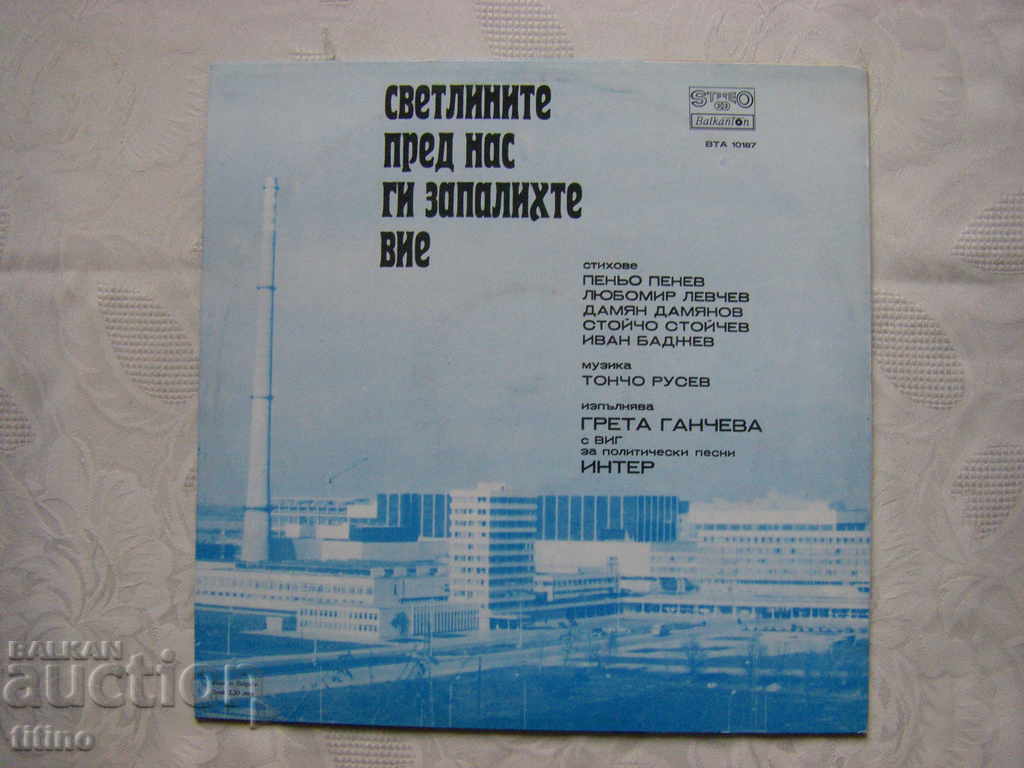 светлините
пред нас
ги запалихте
вие
STEREO
Balkanton
ВТА 10187
стихове
ПЕНЬО ПЕНЕВ
ЛЮБОМИР ЛЕВЧЕВ
ДАМЯН ДАМЯНОВ
СТОЙЧО СТОЙЧЕВ
ИВАН БАДЖЕВ
музика
ТОНЧО РУСЕВ
изпълнява
ГРЕТА ГАНЧЕВА
с ВИГ
за политически песни
ИНТЕР
BALKAN
auction
titino